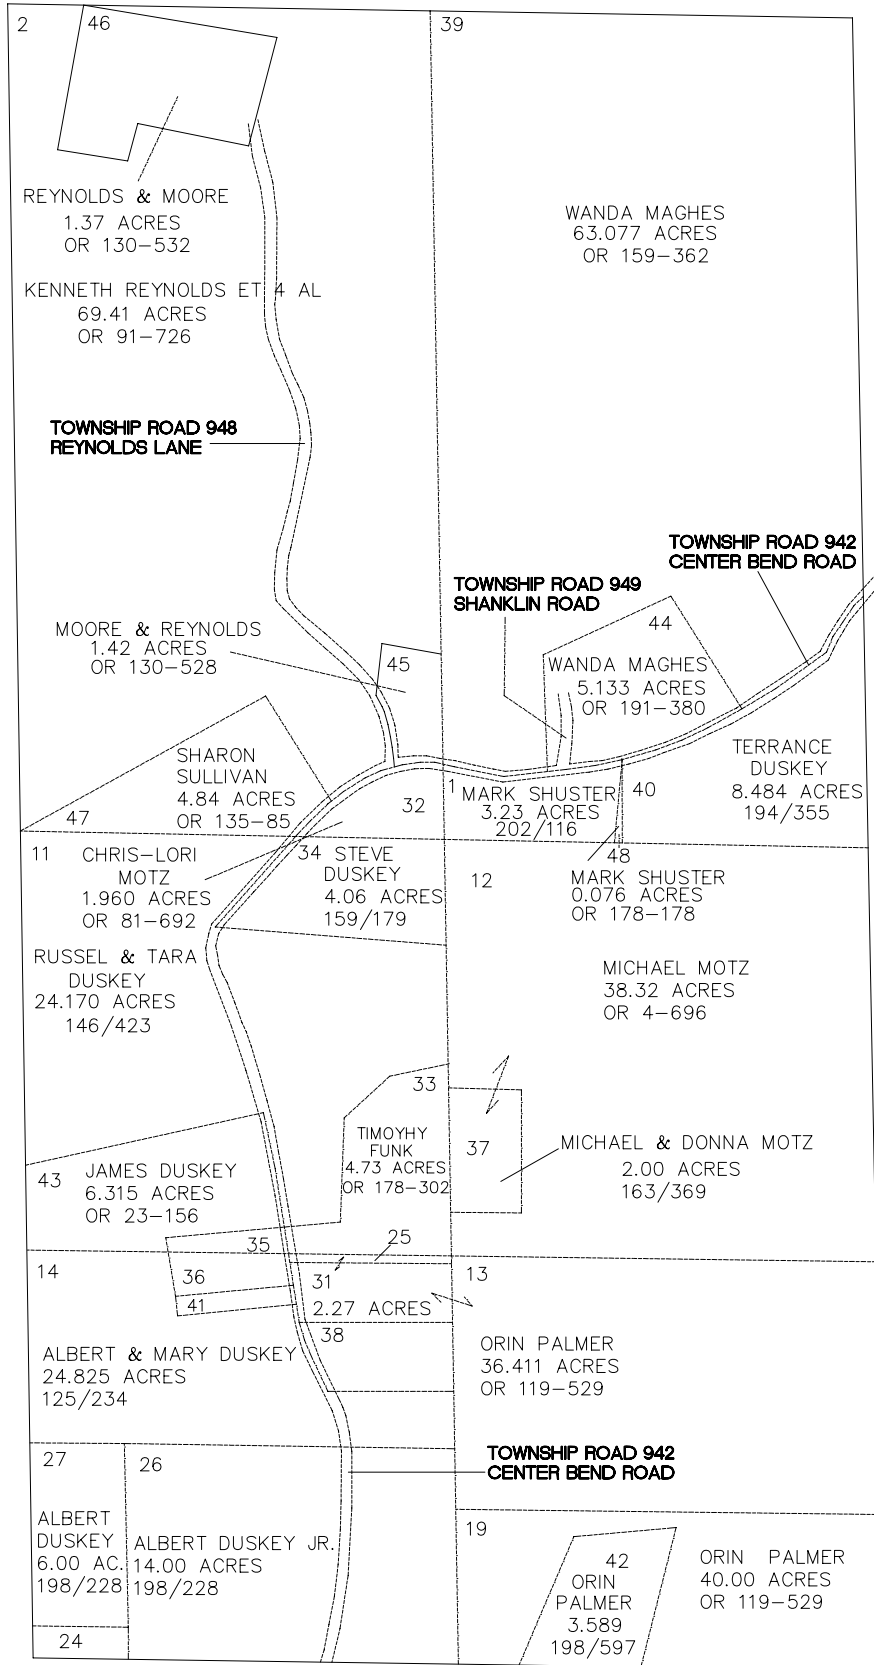 2
46
39
REYNOLDS & MOORE
1.37 ACRES
OR 130-532
WANDA MAGHES
63.077 ACRES
OR 159-362
KENNETH REYNOLDS ET 4 AL
69.41 ACRES
OR 91-726
TOWNSHIP ROAD 948
REYNOLDS LANE
TOWNSHIP ROAD 942
CENTER BEND ROAD
TOWNSHIP ROAD 949
SHANKLIN ROAD
MOORE & REYNOLDS
1.42 ACRES
OR 130-528
45
44
WANDA MAGHES
5.133 ACRES
OR 191-380
SHARON
SULLIVAN
4.84 ACRES
OR 135-85
47
32
1
MARK SHUSTER
3.23 ACRES
202/116
40
TERRANCE
DUSKEY
8.484 ACRES
194/355
11
CHRIS-LORI
MOTZ
1.960 ACRES
OR 81-692
34 STEVE
DUSKEY
4.06 ACRES
159/179
12
48
MARK SHUSTER
0.076 ACRES
OR 178-178
RUSSEL & TARA
DUSKEY
24.170 ACRES
146/423
MICHAEL MOTZ
38.32 ACRES
OR 4-696
33
TIMOYHY
FUNK
4.73 ACRES
OR 178-302
37
MICHAEL & DONNA MOTZ
2.00 ACRES
163/369
43
JAMES DUSKEY
6.315 ACRES
OR 23-156
35
25
14
36
41
31
2.27 ACRES
13
38
ALBERT & MARY DUSKEY
24.825 ACRES
125/234
ORIN PALMER
36.411 ACRES
OR 119-529
TOWNSHIP ROAD 942
CENTER BEND ROAD
27
26
ALBERT
DUSKEY
6.00 AC.
198/228
ALBERT DUSKEY JR.
14.00 ACRES
198/228
24
19
42
ORIN
PALMER
3.589
198/597
ORIN PALMER
40.00 ACRES
OR 119-529